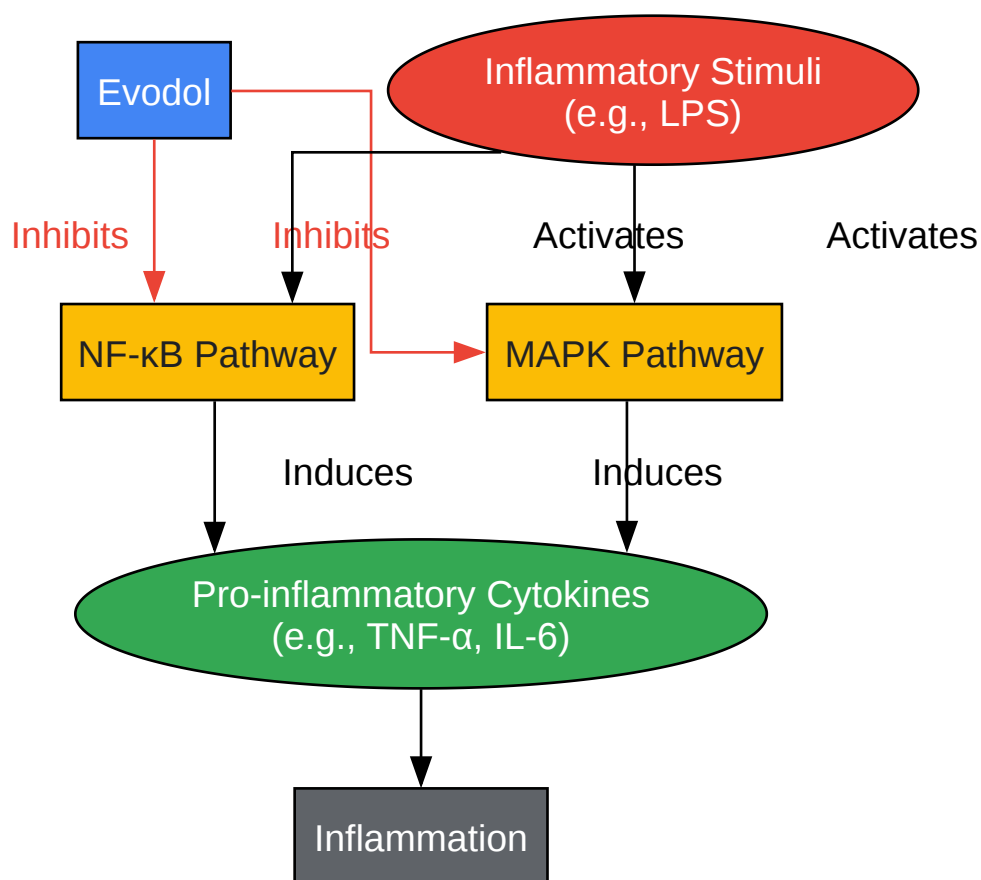 Evodol
Inflammatory Stimuli
(e.g., LPS)
Inhibits
Inhibits
Activates
Activates
NF-κB Pathway
MAPK Pathway
Induces
Induces
Pro-inflammatory Cytokines
(e.g., TNF-α, IL-6)
Inflammation